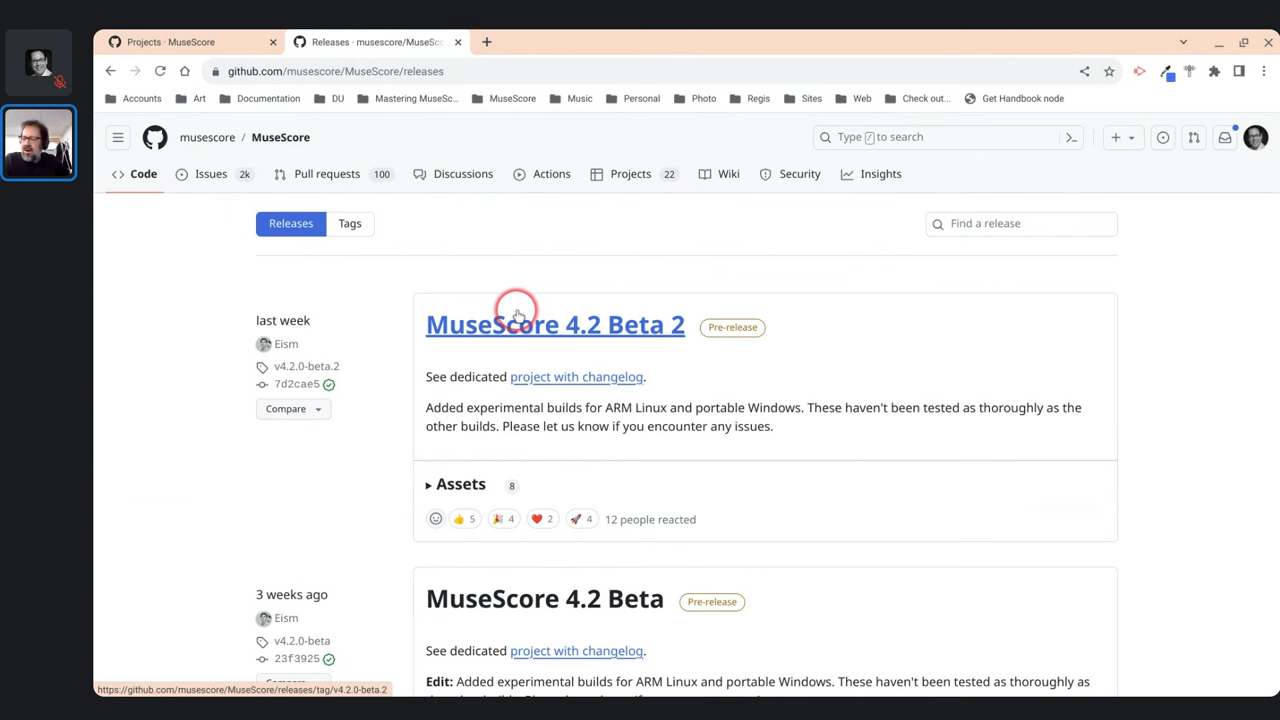 Projects · MuseScore
Releases · musescore/MuseSco
github.com/musescore/MuseScore/releases
Accounts Art Documentation DU Mastering MuseSc... MuseScore Music Personal Photo Regis Sites Web Check out... Get Handbook node
musescore / MuseScore
Type / to search
Code Issues 2k Pull requests 100 Discussions Actions Projects 22 Wiki Security Insights
Releases Tags
Find a release
last week
Eism
v4.2.0-beta.2
7d2cae5
Compare
MuseScore 4.2 Beta 2 Pre-release
See dedicated project with changelog.
Added experimental builds for ARM Linux and portable Windows. These haven't been tested as thoroughly as the
other builds. Please let us know if you encounter any issues.
Assets 8
5 4 2 4 12 people reacted
3 weeks ago
Eism
v4.2.0-beta
23f3925
MuseScore 4.2 Beta Pre-release
See dedicated project with changelog.
Edit: Added experimental builds for ARM Linux and portable Windows. These haven't been tested as thoroughly as
https://github.com/musescore/MuseScore/releases/tag/v4.2.0-beta.2